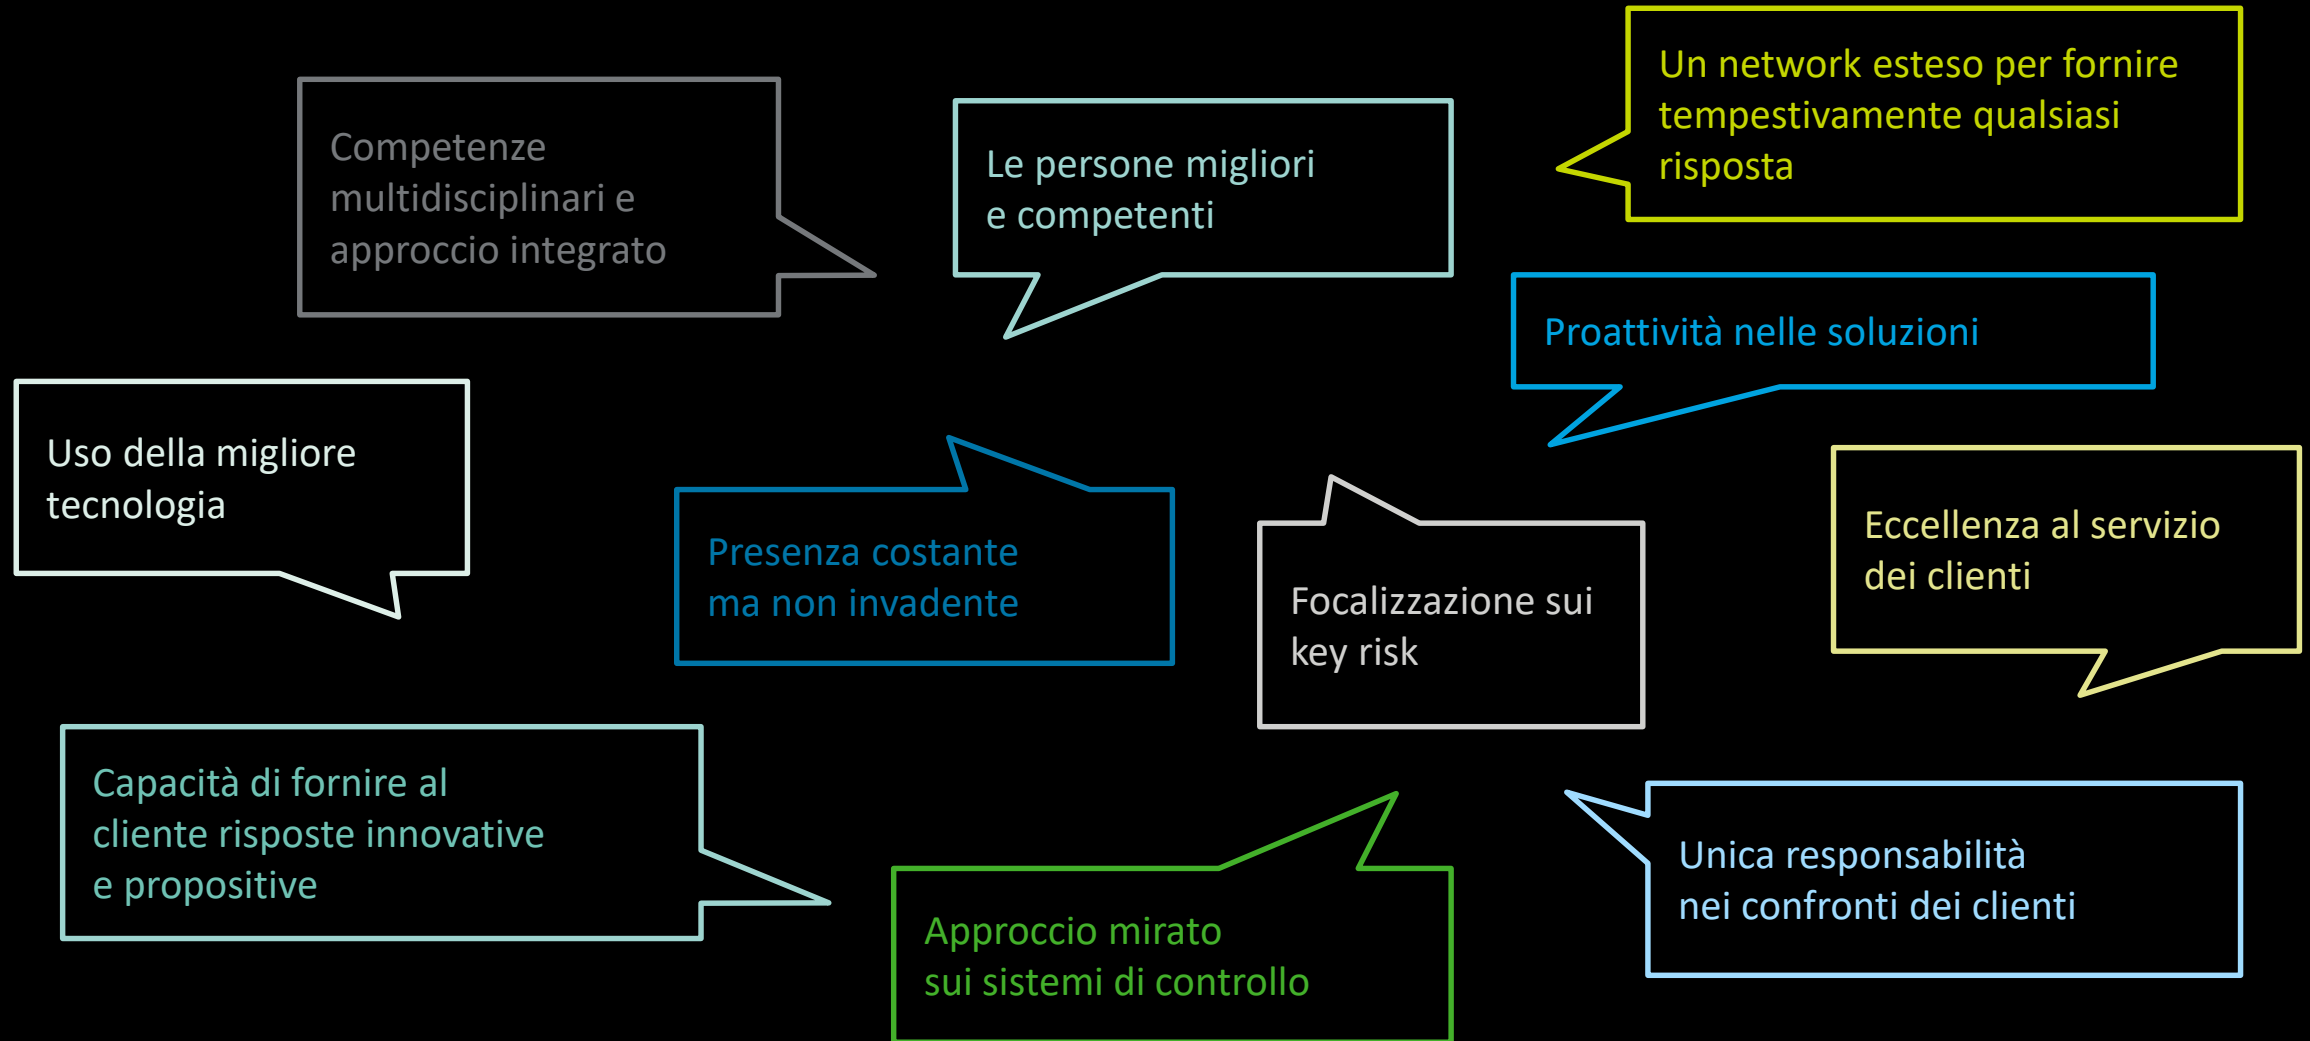 Competenze
multidisciplinari e
approccio integrato
Le persone migliori
e competenti
Un network esteso per fornire
tempestivamente qualsiasi
risposta
Proattività nelle soluzioni
Uso della migliore
tecnologia
Presenza costante
ma non invadente
Focalizzazione sui
key risk
Eccellenza al servizio
dei clienti
Capacità di fornire al
cliente risposte innovative
e propositive
Approccio mirato
sui sistemi di controllo
Unica responsabilità
nei confronti dei clienti